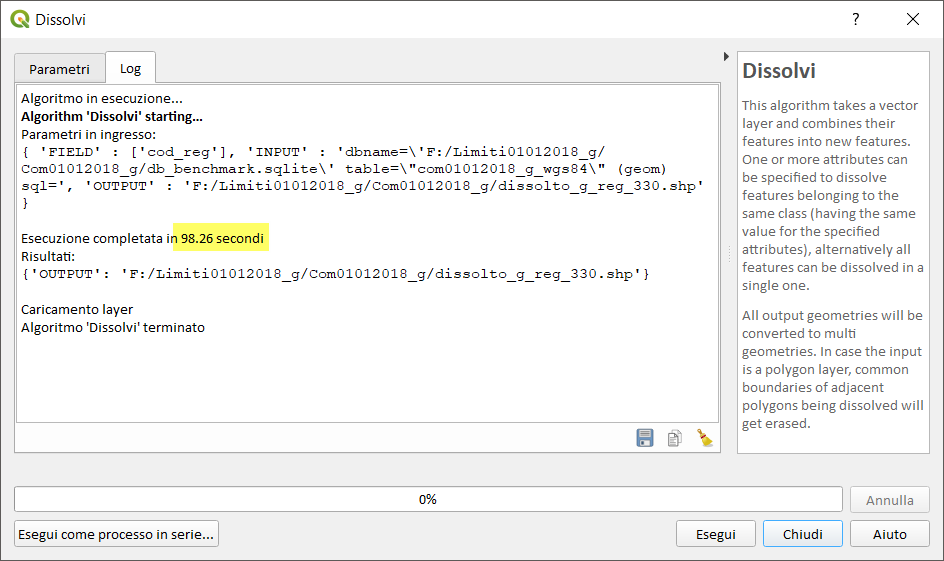 Dissolvi
?
Parametri
Log
Algoritmo in esecuzione...
Algorithm 'Dissolvi' starting...
Parametri in ingresso:
{ 'FIELD' : ['cod_reg'], 'INPUT' : 'dbname=\'F:/Limiti01012018_g/
Com01012018_g/db_benchmark.sqlite\' table=\"com01012018_g_wgs84\" (geom)
sql=', 'OUTPUT' : 'F:/Limiti01012018_g/Com01012018_g/dissolto_g_reg_330.shp'
}
Esecuzione completata in 98.26 secondi
Risultati:
{'OUTPUT': 'F:/Limiti01012018_g/Com01012018_g/dissolto_g_reg_330.shp'}
Caricamento layer
Algoritmo 'Dissolvi' terminato
Dissolvi
This algorithm takes a vector
layer and combines their
features into new features.
One or more attributes can
be specified to dissolve
features belonging to the
same class (having the same
value for the specified
attributes), alternatively all
features can be dissolved in a
single one.
All output geometries will be
converted to multi
geometries. In case the input
is a polygon layer, common
boundaries of adjacent
polygons being dissolved will
get erased.
0%
Annulla
Esegui come processo in serie...
Esegui
Chiudi
Aiuto